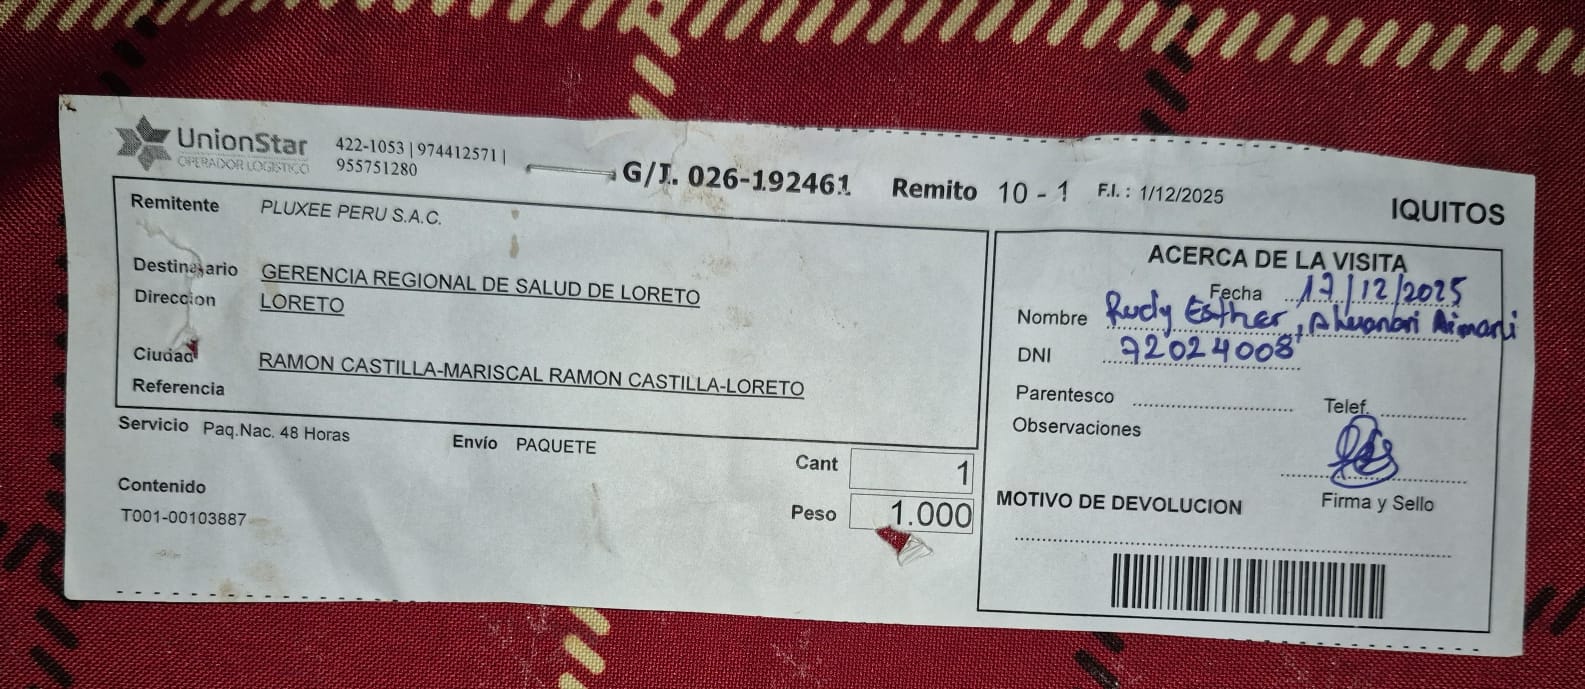 UnionStar
OPERADOR LOGISTICO
422-1053 | 974412571 |
955751280
G/I. 026-192461 Remito 10 - 1 F.I. : 1/12/2025
IQUITOS
Remitente PLUXEE PERU S.A.C.
Destinatario GERENCIA REGIONAL DE SALUD DE LORETO
Direccion LORETO
Ciudad RAMON CASTILLA-MARISCAL RAMON CASTILLA-LORETO
Referencia
Servicio Paq.Nac. 48 Horas Envío PAQUETE
Cant 1
Contenido
Peso 1.000
T001-00103887
ACERCA DE LA VISITA
Fecha 17/12/2025
Nombre Rudy Esther, Aimani
DNI 72024008
Parentesco Telef.
Observaciones
Firma y Sello
MOTIVO DE DEVOLUCION